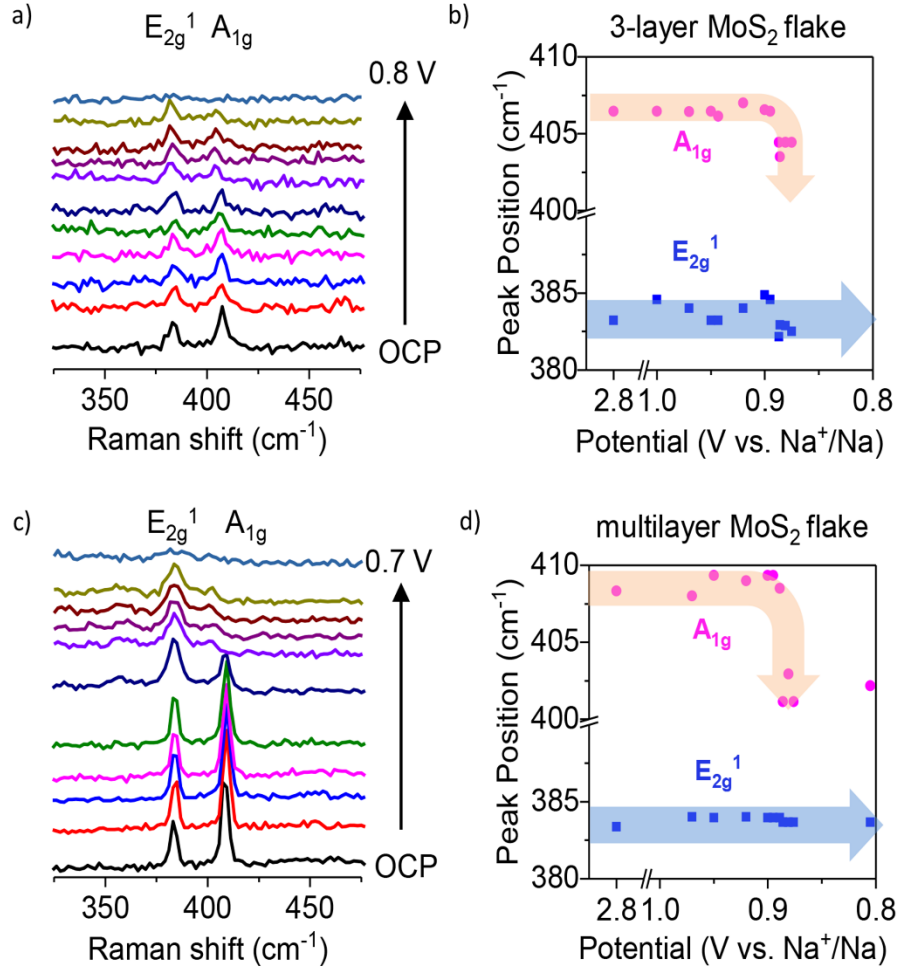 a)
E₂g¹ A₁g
0.8 V
OCP
350 400 450
Raman shift (cm⁻¹)
b)
3-layer MoS₂ flake
Peak Position (cm⁻¹)
410
405
400
385
380
A₁g
E₂g¹
2.8 1.0 0.9 0.8
Potential (V vs. Na⁺/Na)
c)
E₂g¹ A₁g
0.7 V
OCP
350 400 450
Raman shift (cm⁻¹)
d)
multilayer MoS₂ flake
Peak Position (cm⁻¹)
410
405
400
385
380
A₁g
E₂g¹
2.8 1.0 0.9 0.8
Potential (V vs. Na⁺/Na)